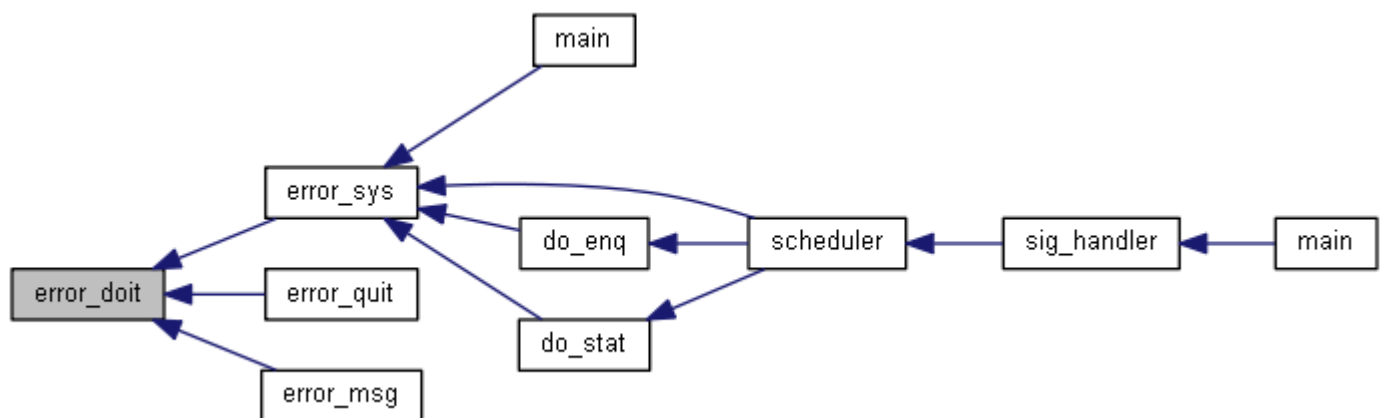 main
error_sys
do_enq
scheduler
sig_handler
main
error_doit
error_quit
do_stat
error_msg